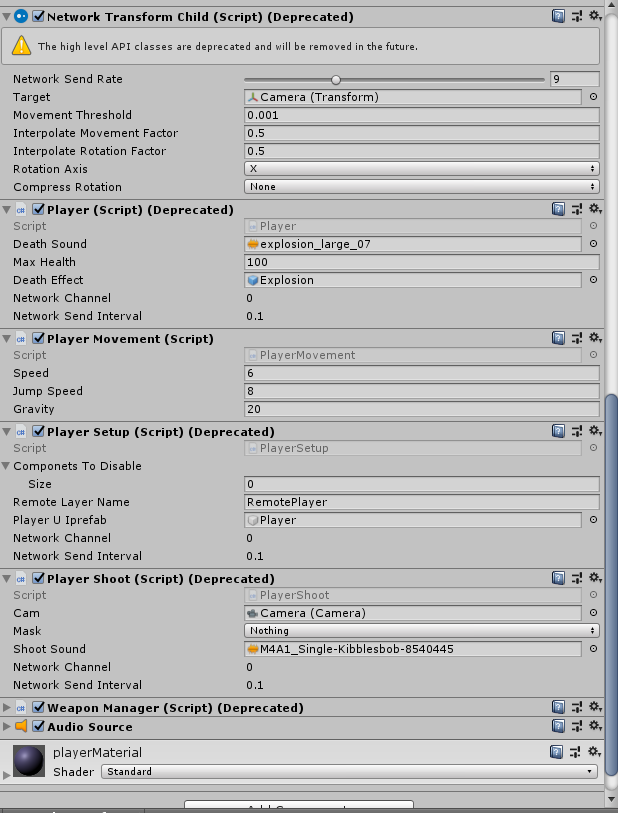 Network Transform Child (Script) (Deprecated)
The high level API classes are deprecated and will be removed in the future.
Network Send Rate 9
Target Camera (Transform)
Movement Threshold 0.001
Interpolate Movement Factor 0.5
Interpolate Rotation Factor 0.5
Rotation Axis X
Compress Rotation None
Player (Script) (Deprecated)
Script Player
Death Sound explosion_large_07
Max Health 100
Death Effect Explosion
Network Channel 0
Network Send Interval 0.1
Player Movement (Script)
Script PlayerMovement
Speed 6
Jump Speed 8
Gravity 20
Player Setup (Script) (Deprecated)
Script PlayerSetup
Componets To Disable
Size 0
Remote Layer Name RemotePlayer
Player U Iprefab Player
Network Channel 0
Network Send Interval 0.1
Player Shoot (Script) (Deprecated)
Script PlayerShoot
Cam Camera (Camera)
Mask Nothing
Shoot Sound M4A1_Single-Kibblesbob-8540445
Network Channel 0
Network Send Interval 0.1
Weapon Manager (Script) (Deprecated)
Audio Source
playerMaterial
Shader Standard